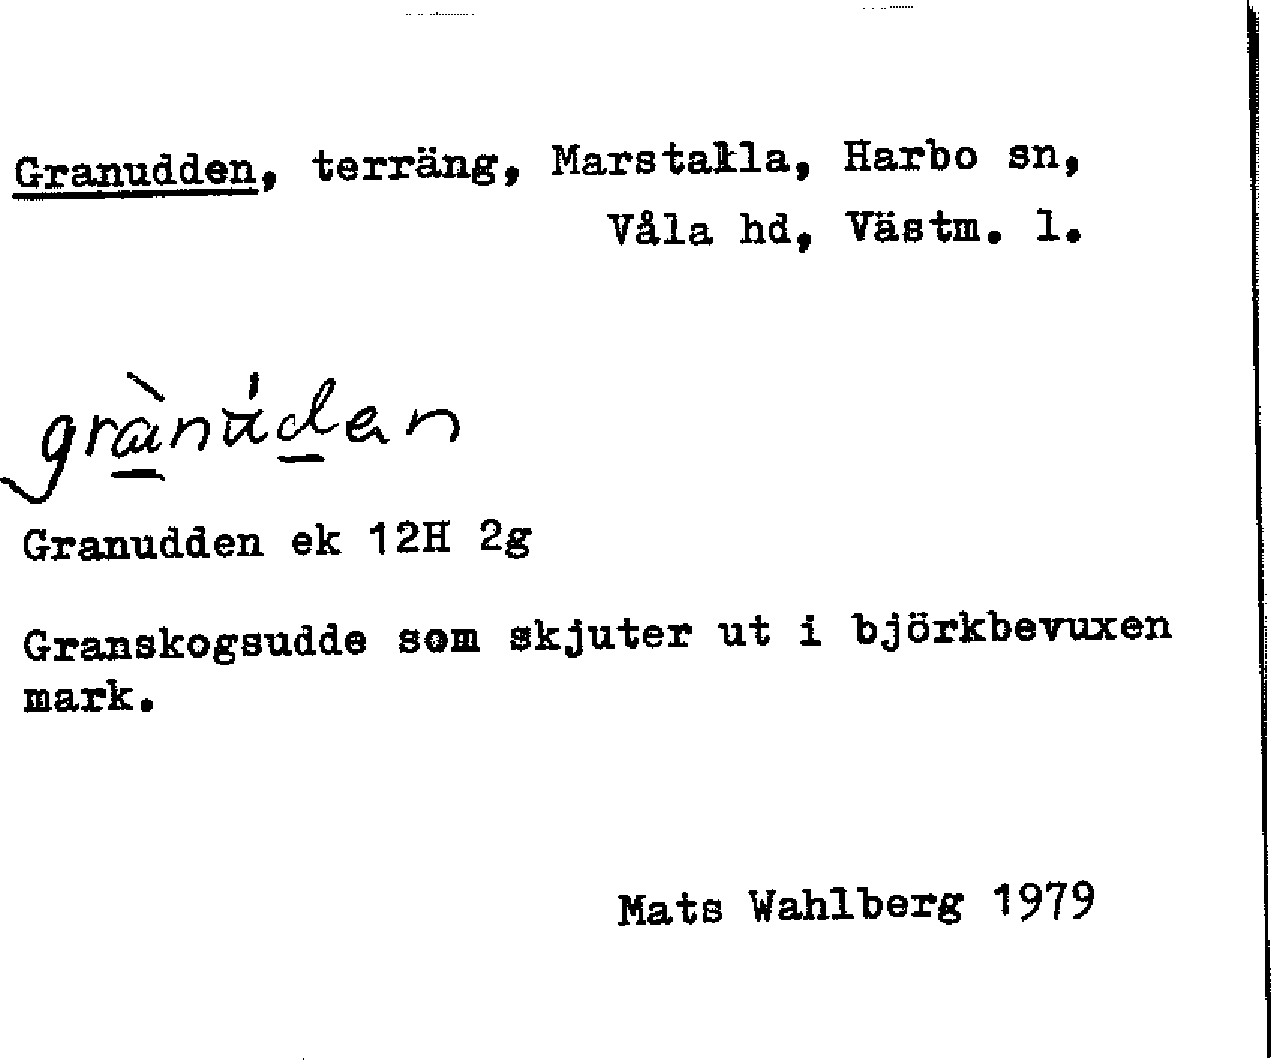 Granudden, terräng, Marstalla, Harbo sn,
Våla hd, Västm. l.
Granudden ek 12H 2g
Granskogsudde som skjuter ut i björkbevuxen
mark.
Mats Wahlberg 1979